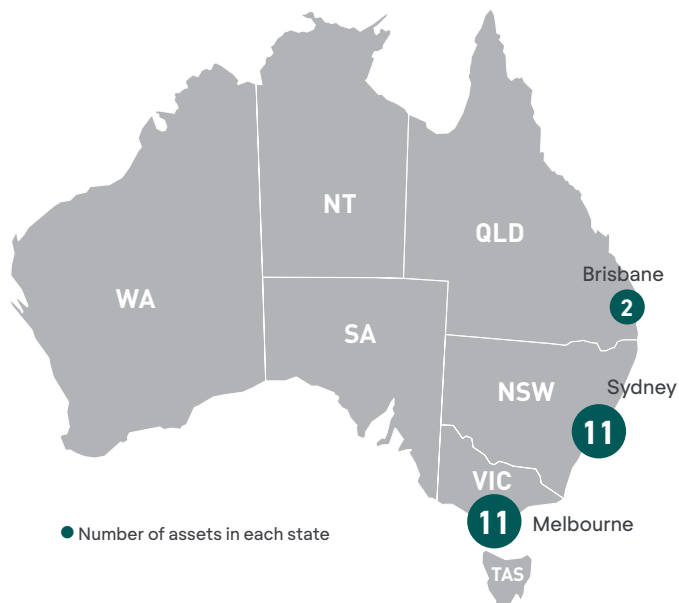 NT
QLD
Brisbane
2
WA
SA
NSW
Sydney
11
VIC
11
Melbourne
Number of assets in each state
TAS